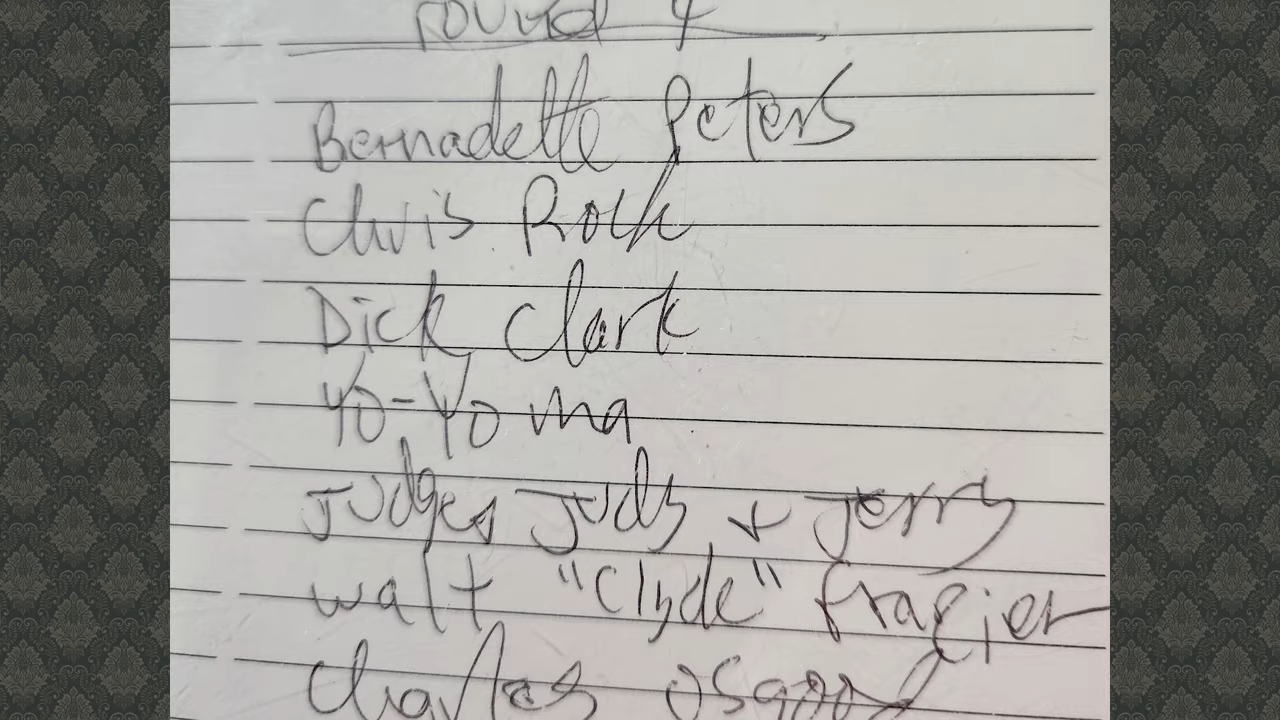 round 4
Bernadette Peters
Chris Rock
Dick Clark
Yo-Yo Ma
Judges Judy + Jerry
Walt "Clyde" Frazier
Charles Osgood